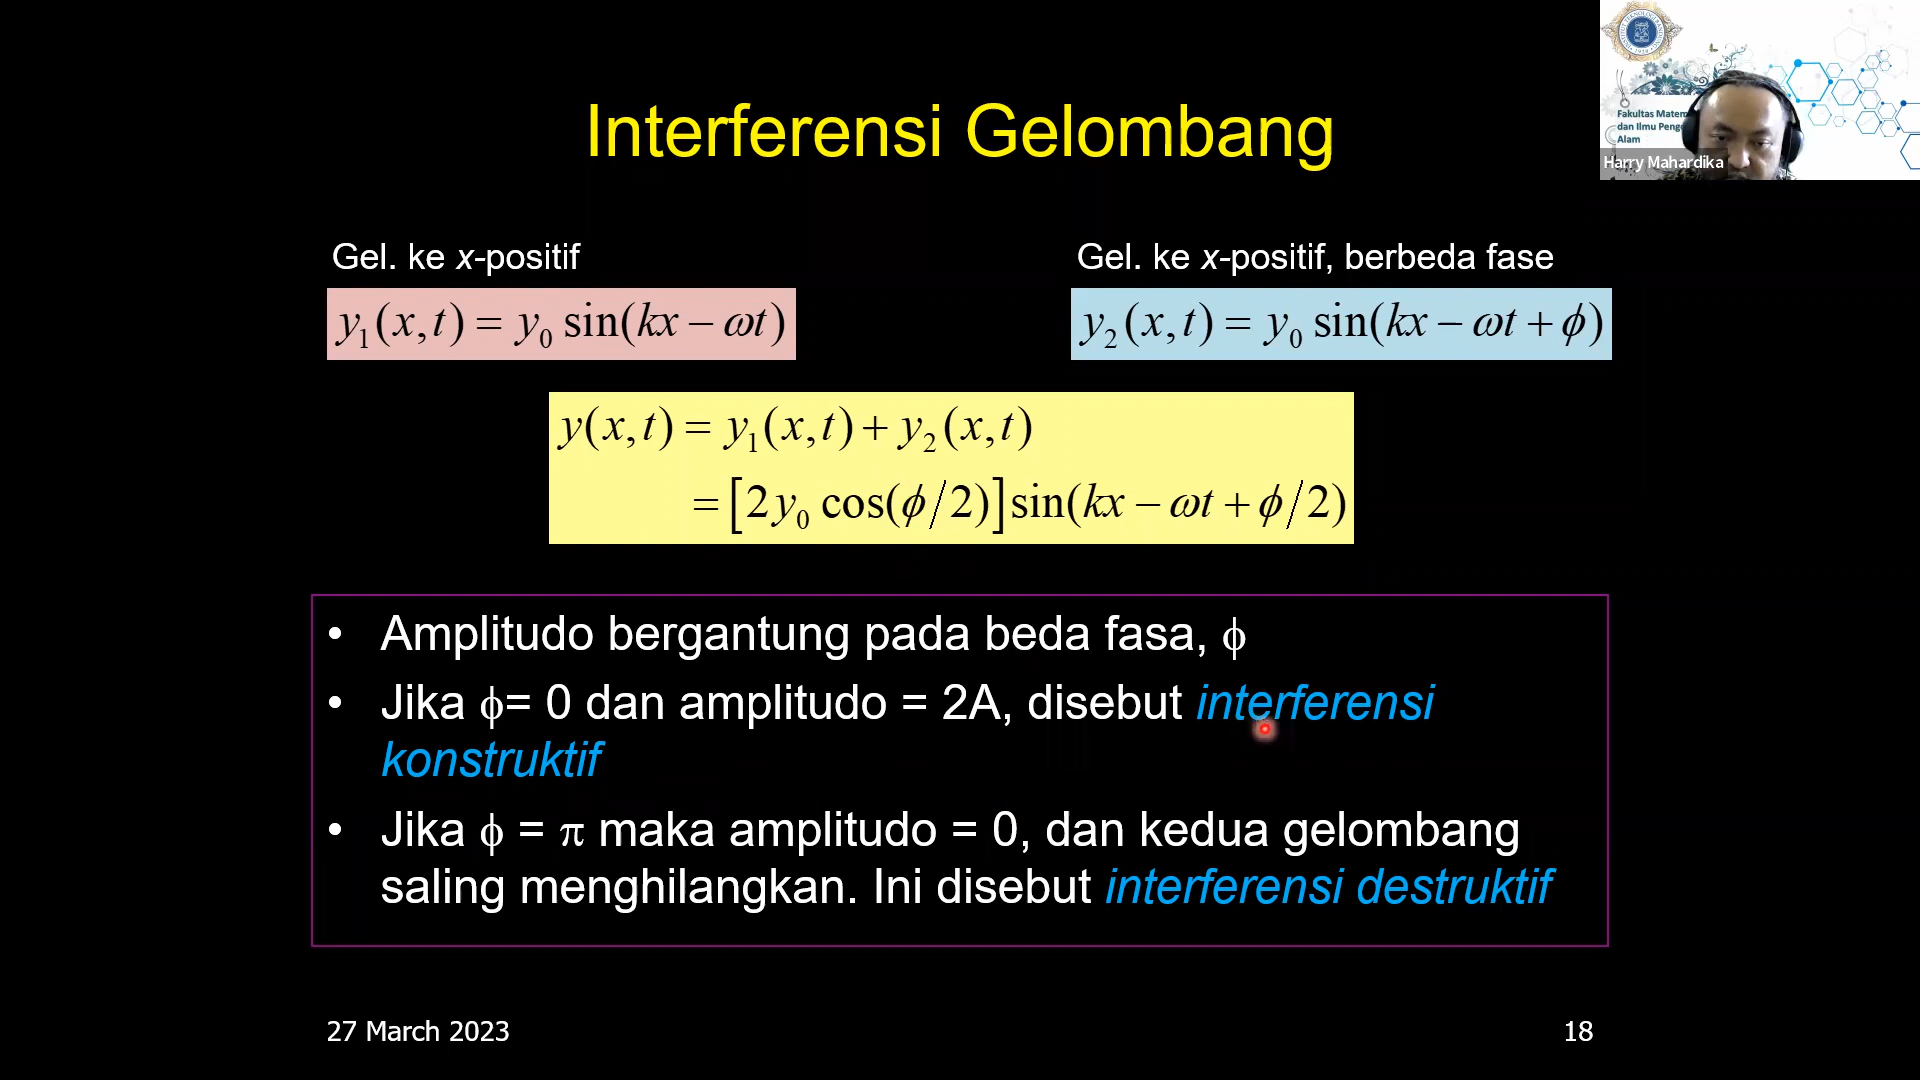 Interferensi Gelombang
Fakultas Matem
dan Ilmu Penge
Alam
Harry Mahardika
Gel. ke x-positif
Gel. ke x-positif, berbeda fase
y₁(x,t) = y₀ sin(kx − ωt)
y₂(x,t) = y₀ sin(kx − ωt + ϕ)
y(x,t) = y₁(x,t) + y₂(x,t)
= [2y₀ cos(ϕ/2)] sin(kx − ωt + ϕ/2)
• Amplitudo bergantung pada beda fasa, ϕ
• Jika ϕ= 0 dan amplitudo = 2A, disebut interferensi
konstruktif
• Jika ϕ = π maka amplitudo = 0, dan kedua gelombang
saling menghilangkan. Ini disebut interferensi destruktif
27 March 2023
18